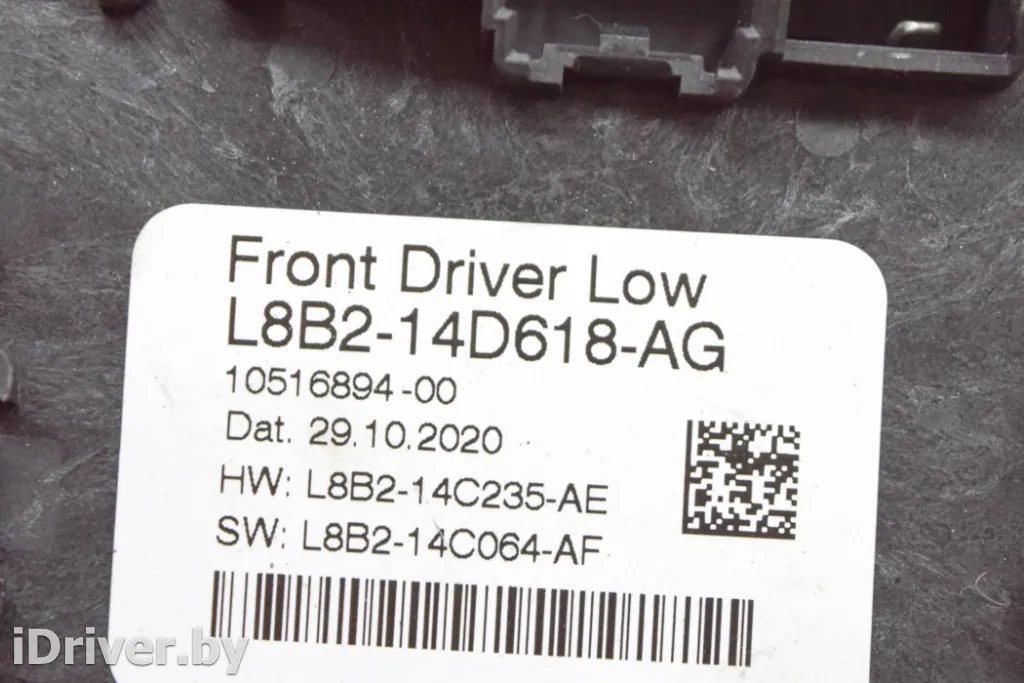 Front Driver Low
L8B2-14D618-AG
10516894-00
Dat. 29.10.2020
HW: L8B2-14C235-AE
SW: L8B2-14C064-AF
iDriver.by